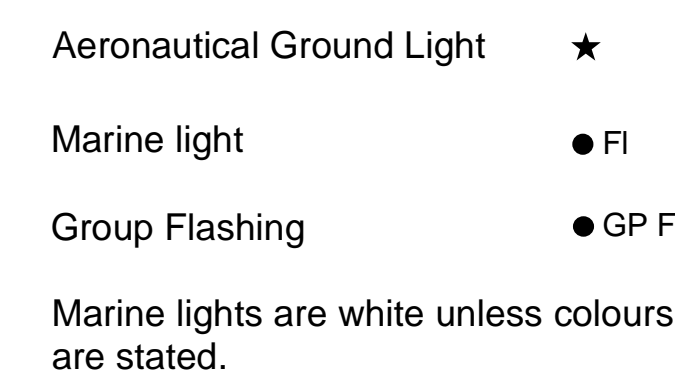 Aeronautical Ground Light ★
Marine light ● Fl
Group Flashing ● GP F
Marine lights are white unless colours
are stated.